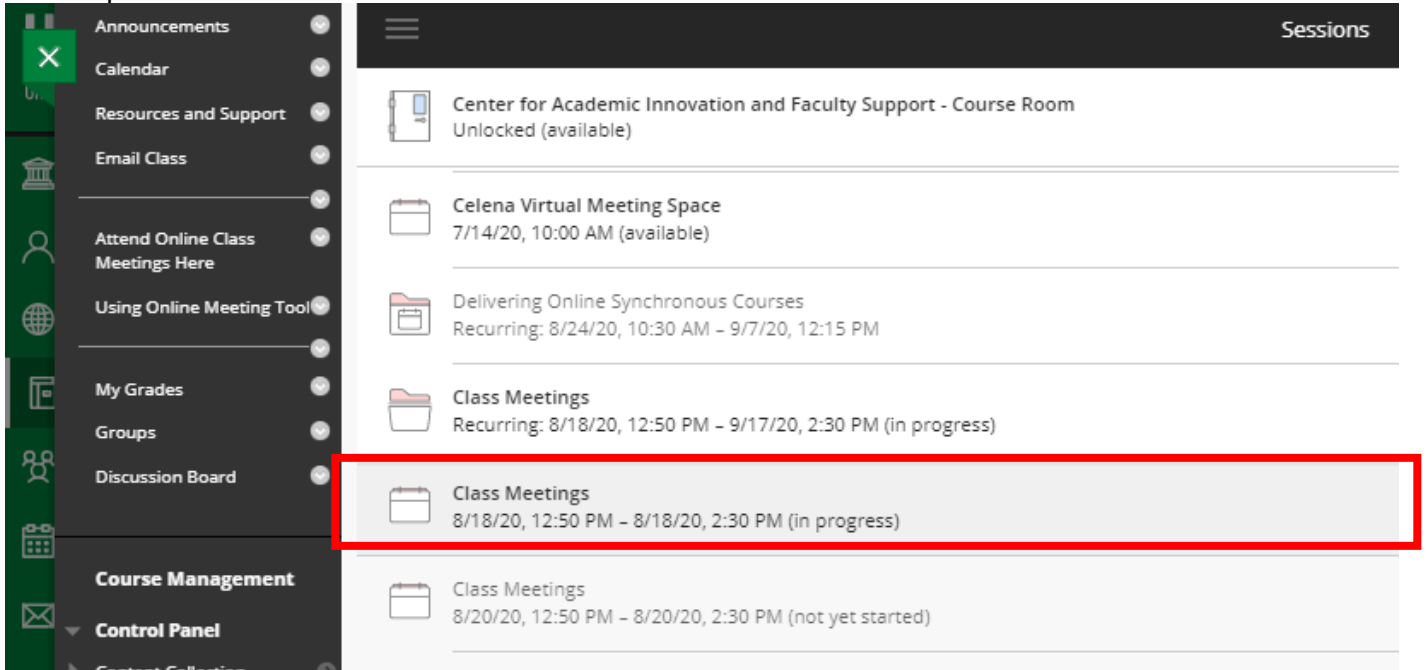 Announcements
Calendar
Resources and Support
Email Class
Attend Online Class
Meetings Here
Using Online Meeting Tool
My Grades
Groups
Discussion Board
Course Management
Control Panel
Sessions
Center for Academic Innovation and Faculty Support - Course Room
Unlocked (available)
Celena Virtual Meeting Space
7/14/20, 10:00 AM (available)
Delivering Online Synchronous Courses
Recurring: 8/24/20, 10:30 AM – 9/7/20, 12:15 PM
Class Meetings
Recurring: 8/18/20, 12:50 PM – 9/17/20, 2:30 PM (in progress)
Class Meetings
8/18/20, 12:50 PM – 8/18/20, 2:30 PM (in progress)
Class Meetings
8/20/20, 12:50 PM – 8/20/20, 2:30 PM (not yet started)